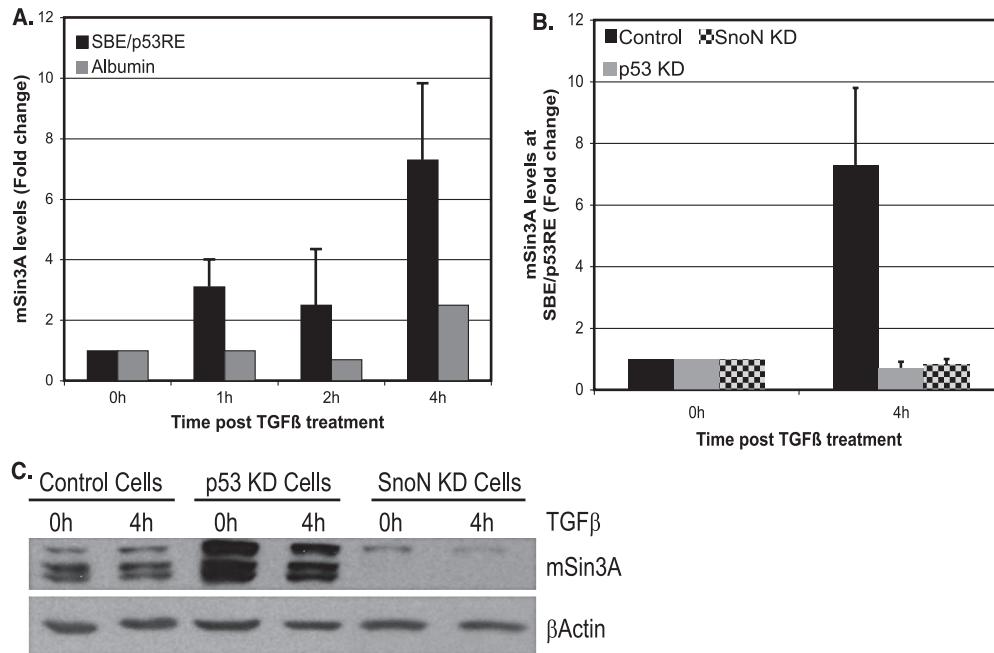 A.
mSin3A levels (Fold change)
12
10
8
6
4
2
0
SBE/p53RE
Albumin
0h 1h 2h 4h
Time post TGFß treatment
B.
mSin3A levels at
SBE/p53RE (Fold change)
12
10
8
6
4
2
0
Control SnoN KD
p53 KD
0h 4h
Time post TGFß treatment
C.
Control Cells p53 KD Cells SnoN KD Cells
0h 4h 0h 4h 0h 4h TGFβ
mSin3A
βActin